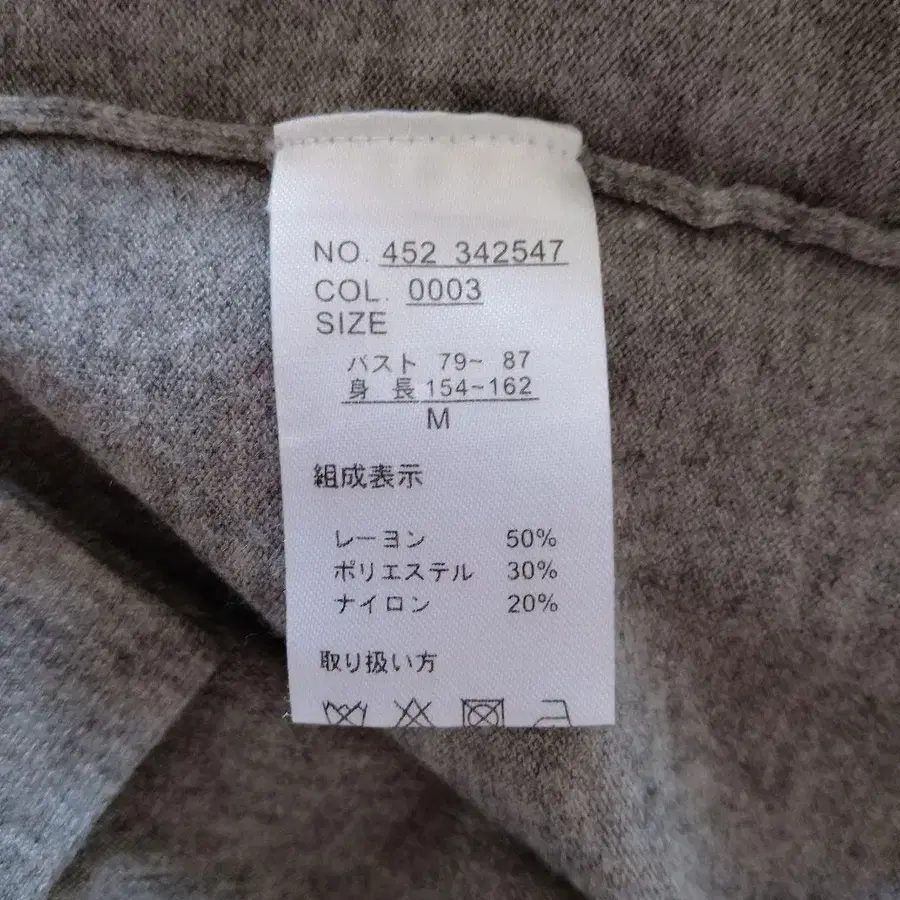 NO. 452 342547
COL. 0003
SIZE
バスト 79~ 87
身 長 154~162
M
組成表示
レーヨン 50%
ポリエステル 30%
ナイロン 20%
取り扱い方